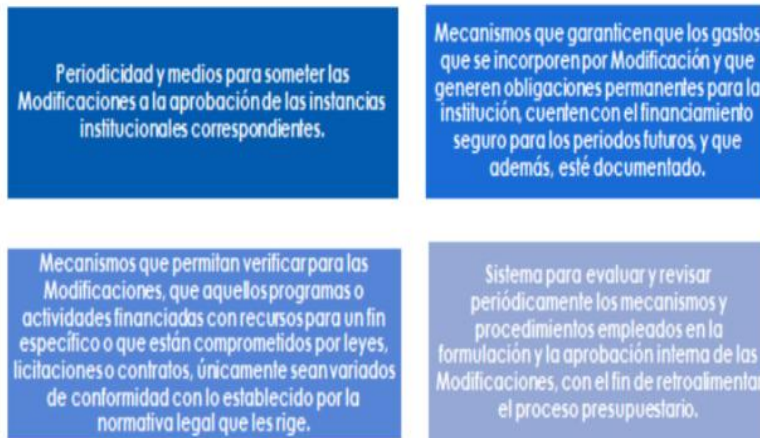 Periodicidad y medios para someter las
Modificaciones a la aprobación de las instancias
institucionales correspondientes.
Mecanismos que garanticen que los gastos
que se incorporen por Modificación y que
generen obligaciones permanentes para la
institución, cuenten con el financiamiento
seguro para los periodos futuros, y que
además, esté documentado.
Mecanismos que permitan verificar para las
Modificaciones, que aquellos programas o
actividades financiadas con recursos para un fin
específico o que están comprometidos por leyes,
licitaciones o contratos, únicamente sean variados
de conformidad con lo establecido por la
normativa legal que les rige.
Sistema para evaluar y revisar
periódicamente los mecanismos y
procedimientos empleados en la
formulación y la aprobación interna de las
Modificaciones, con el fin de retroalimentar
el proceso presupuestario.